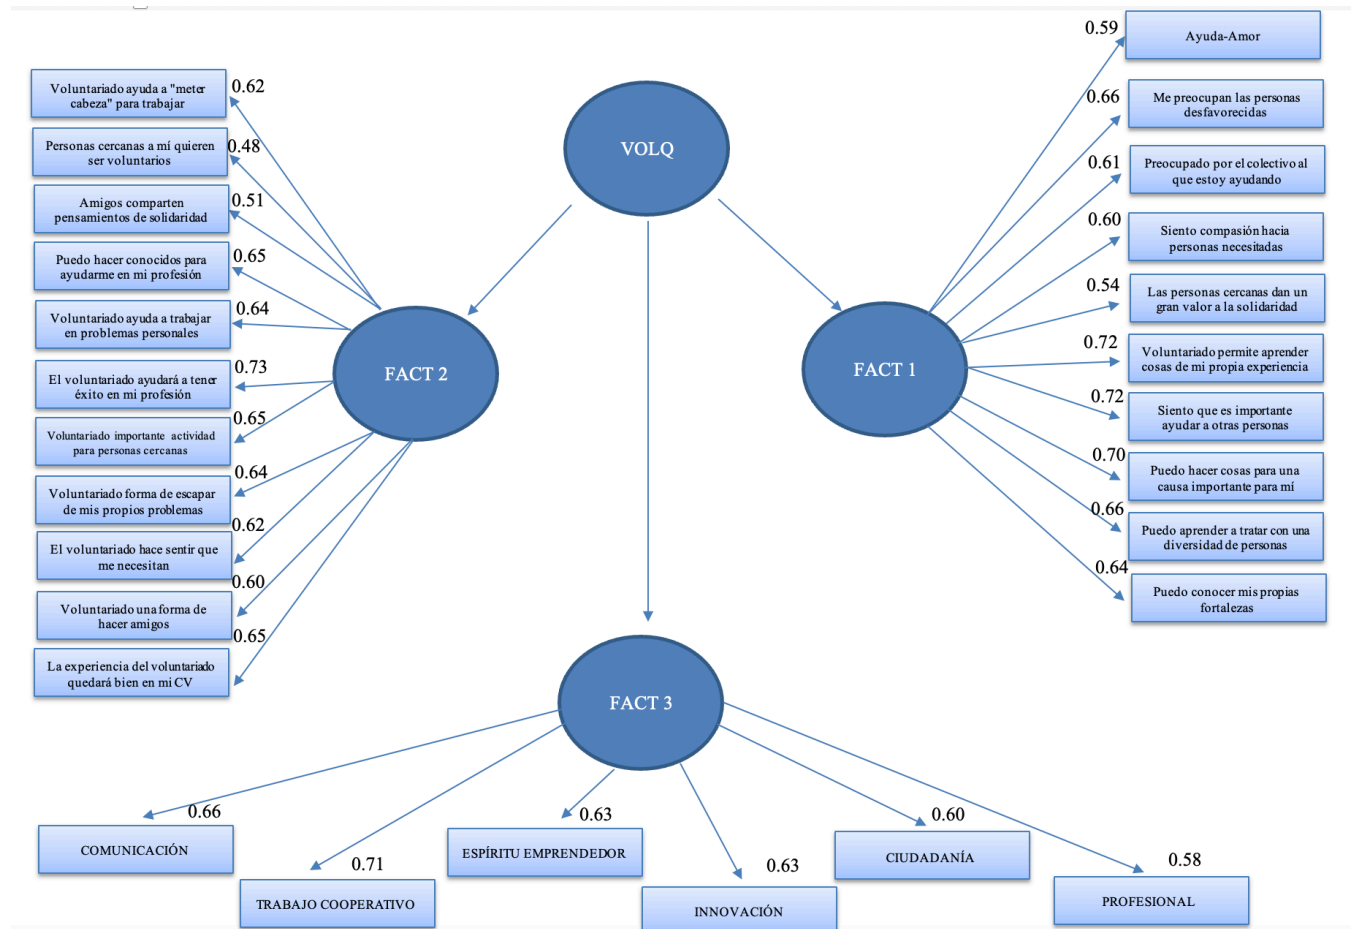 VOLQ
FACT 2
0.62
Voluntariado ayuda a "meter
cabeza" para trabajar
0.48
Personas cercanas a mí quieren
ser voluntarios
0.51
Amigos comparten
pensamientos de solidaridad
0.65
Puedo hacer conocidos para
ayudarme en mi profesión
0.64
Voluntariado ayuda a trabajar
en problemas personales
0.73
El voluntariado ayudará a tener
éxito en mi profesión
0.65
Voluntariado importante actividad
para personas cercanas
0.64
Voluntariado forma de escapar
de mis propios problemas
0.62
El voluntariado hace sentir que
me necesitan
0.60
Voluntariado una forma de
hacer amigos
0.65
La experiencia del voluntariado
quedará bien en mi CV
FACT 1
0.59
Ayuda-Amor
0.66
Me preocupan las personas
desfavorecidas
0.61
Preocupado por el colectivo al
que estoy ayudando
0.60
Siento compasión hacia
personas necesitadas
0.54
Las personas cercanas dan un
gran valor a la solidaridad
0.72
Voluntariado permite aprender
cosas de mi propia experiencia
0.72
Siento que es importante
ayudar a otras personas
0.70
Puedo hacer cosas para una
causa importante para mí
0.66
Puedo aprender a tratar con una
diversidad de personas
0.64
Puedo conocer mis propias
fortalezas
FACT 3
0.66
COMUNICACIÓN
0.71
TRABAJO COOPERATIVO
0.63
ESPÍRITU EMPRENDEDOR
0.63
INNOVACIÓN
0.60
CIUDADANÍA
0.58
PROFESIONAL